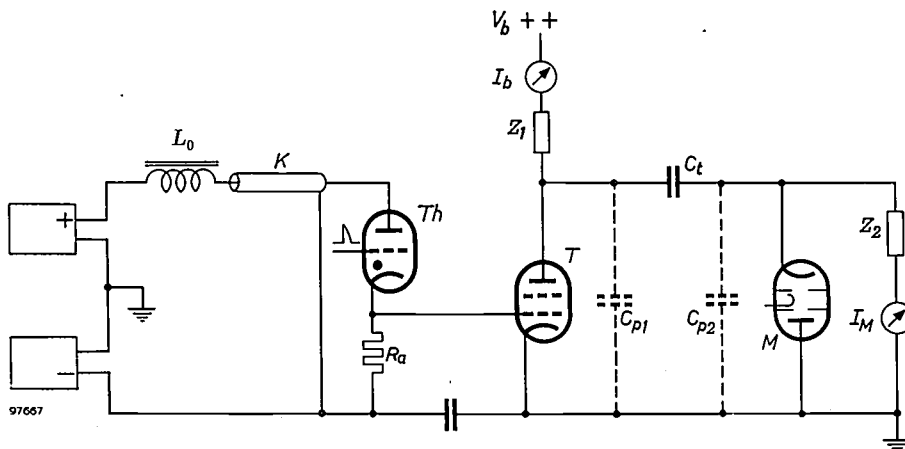 V_b + +
I_b
Z_1
L_0
K
C_t
Th
T
Z_2
+
C_p1
C_p2
M
I_M
R_a
−
97667